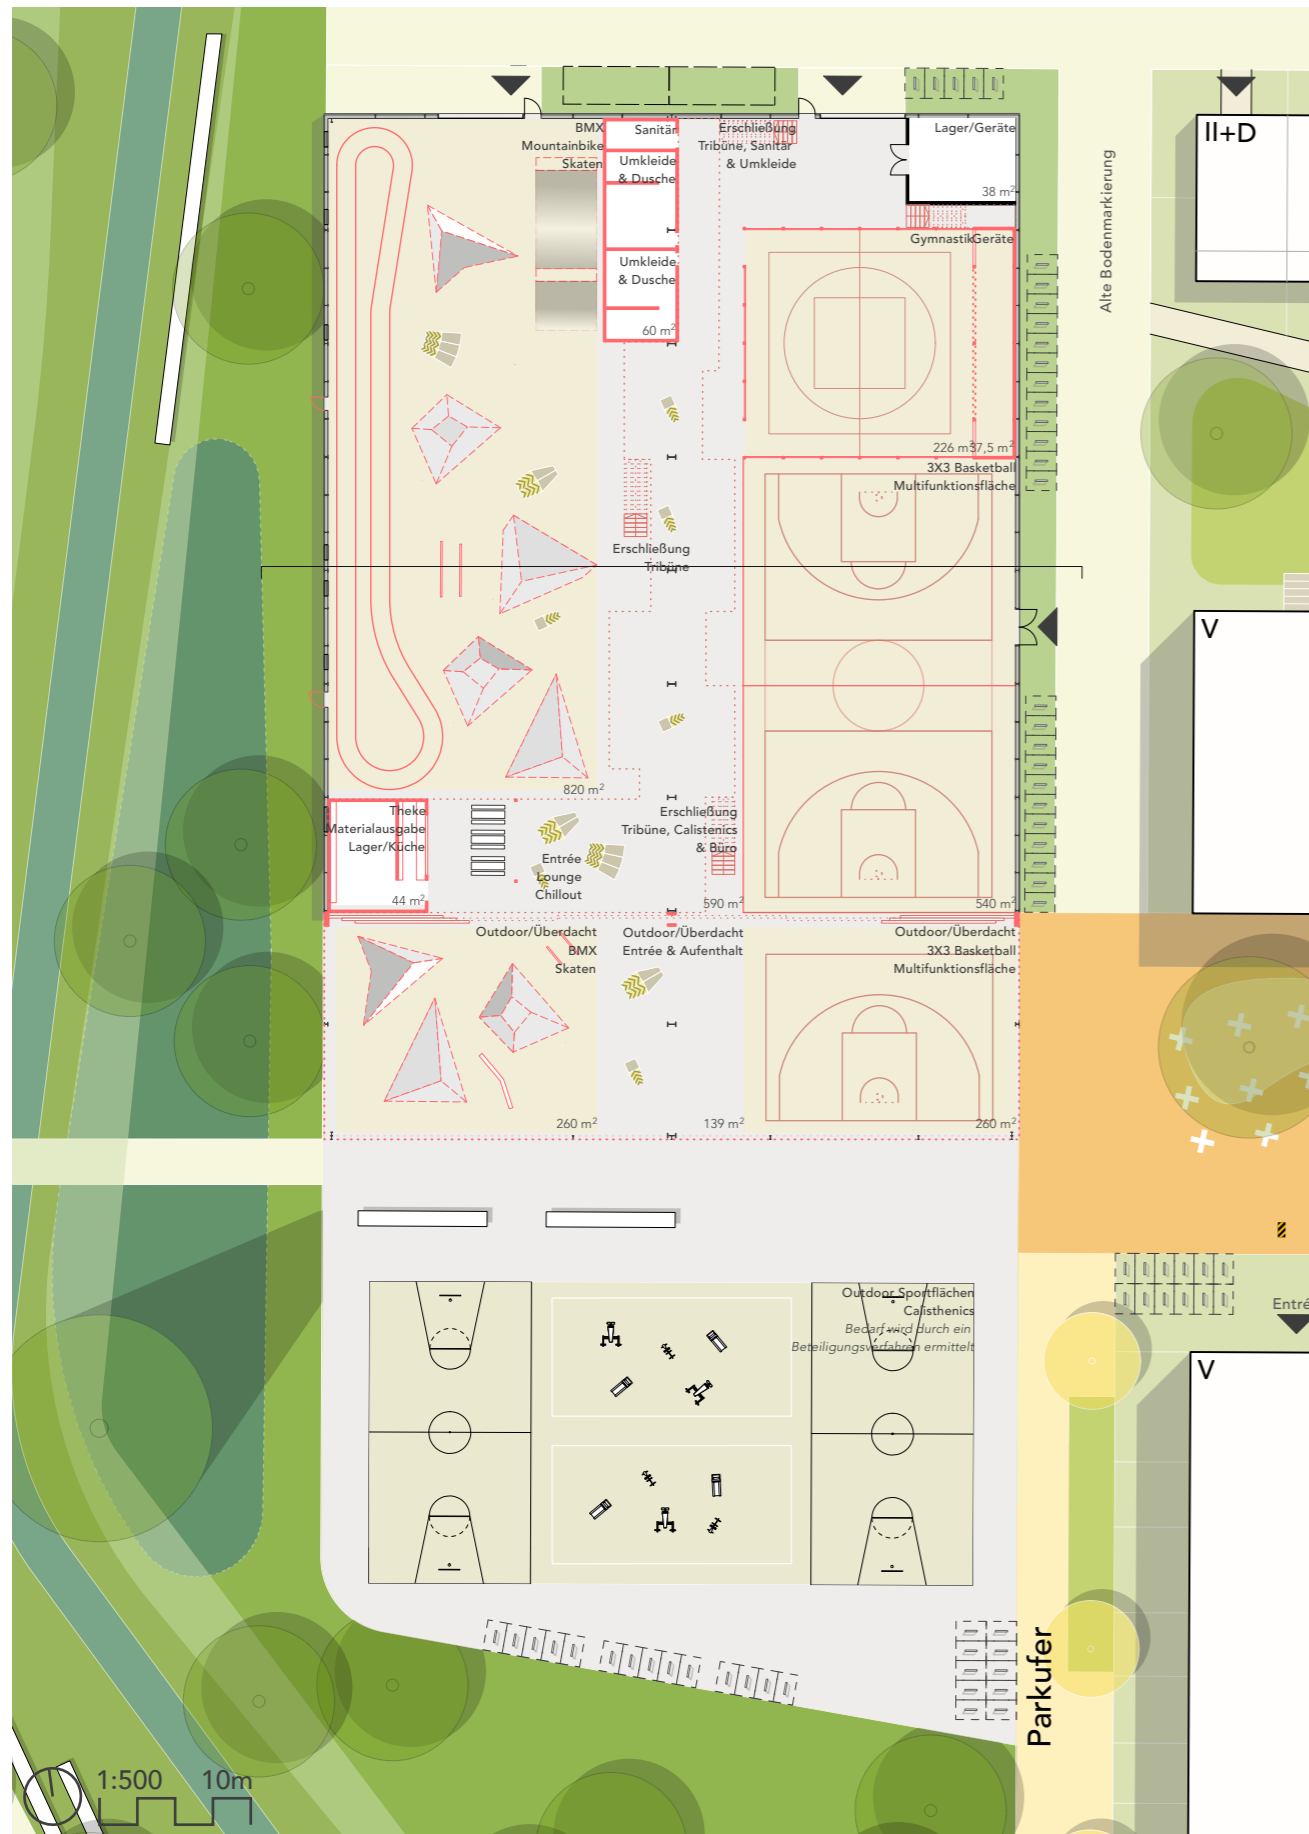 BMX
Mountainbike
Skaten
Sanitär
Umkleide
& Dusche
Umkleide
& Dusche
60 m²
Erschließung
Tribüne, Sanitär
& Umkleide
Lager/Geräte
38 m²
II+D
Alte Bodenmarkierung
Gymnastik
Geräte
226 m²
37,5 m²
3X3 Basketball
Multifunktionsfläche
Erschließung
Tribüne
V
820 m²
Theke
Materialausgabe
Lager/Küche
44 m²
Entrée
Lounge
Chillout
Erschließung
Tribüne, Calistenics
& Büro
590 m²
540 m²
Outdoor/Überdacht
BMX
Skaten
Outdoor/Überdacht
Entrée & Aufenthalt
Outdoor/Überdacht
3X3 Basketball
Multifunktionsfläche
260 m²
139 m²
260 m²
Outdoor Sportflächen
Calisthenics
Bedarf wird durch ein
Beteiligungsverfahren ermittelt
Entré
V
Parkufer
1:500
10m